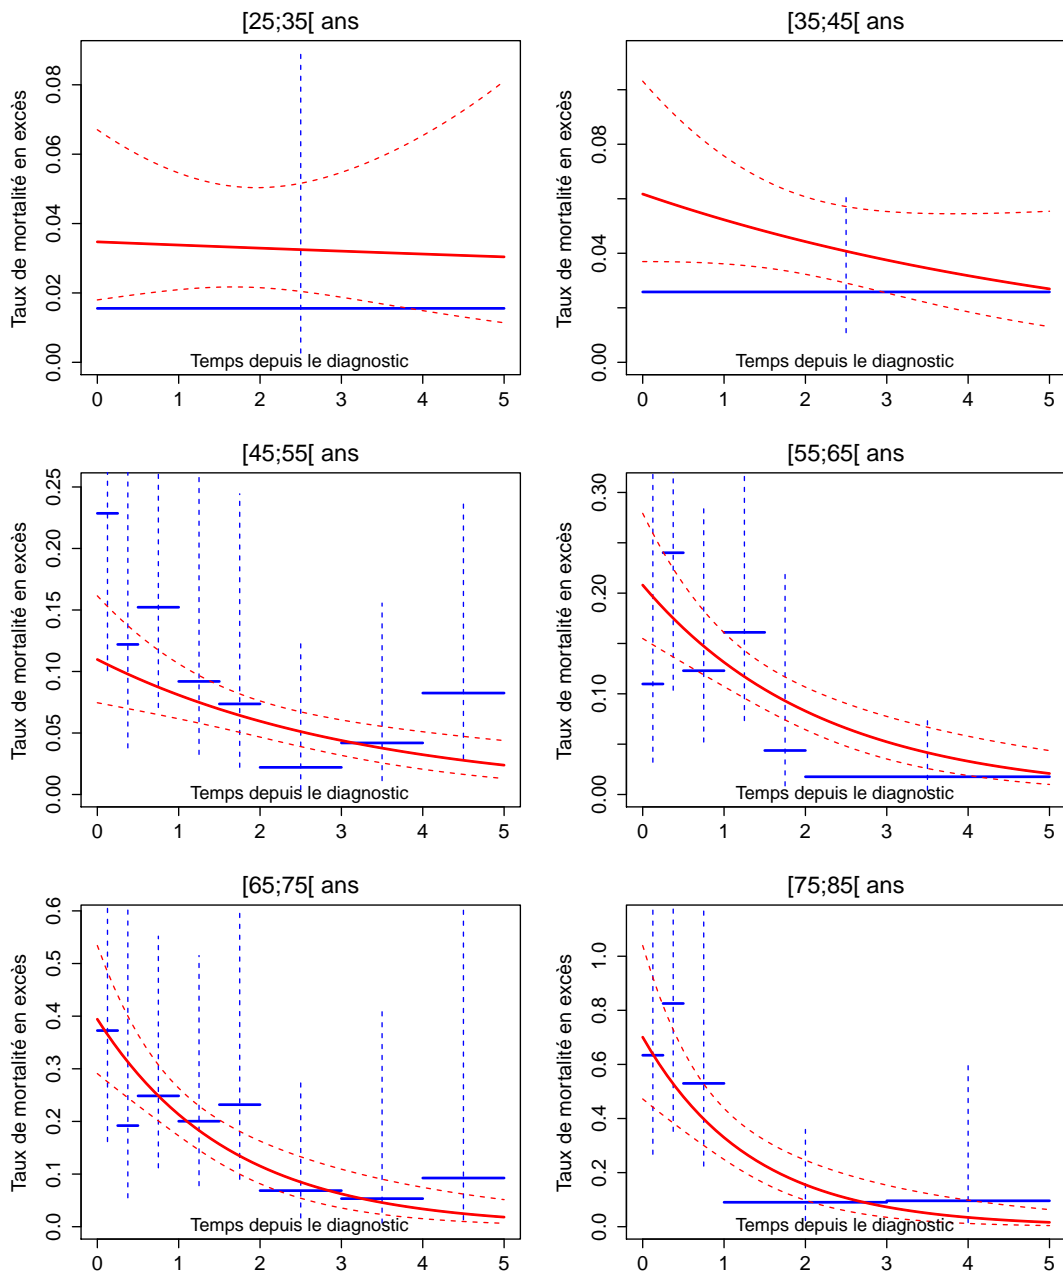 [25;35[ ans
[35;45[ ans
Taux de mortalité en excès
0.00 0.02 0.04 0.06 0.08
Temps depuis le diagnostic
0 1 2 3 4 5
Taux de mortalité en excès
0.00 0.04 0.08
Temps depuis le diagnostic
0 1 2 3 4 5
[45;55[ ans
[55;65[ ans
Taux de mortalité en excès
0.00 0.05 0.10 0.15 0.20 0.25
Temps depuis le diagnostic
0 1 2 3 4 5
Taux de mortalité en excès
0.00 0.10 0.20 0.30
Temps depuis le diagnostic
0 1 2 3 4 5
[65;75[ ans
[75;85[ ans
Taux de mortalité en excès
0.0 0.1 0.2 0.3 0.4 0.5 0.6
Temps depuis le diagnostic
0 1 2 3 4 5
Taux de mortalité en excès
0.0 0.2 0.4 0.6 0.8 1.0
Temps depuis le diagnostic
0 1 2 3 4 5